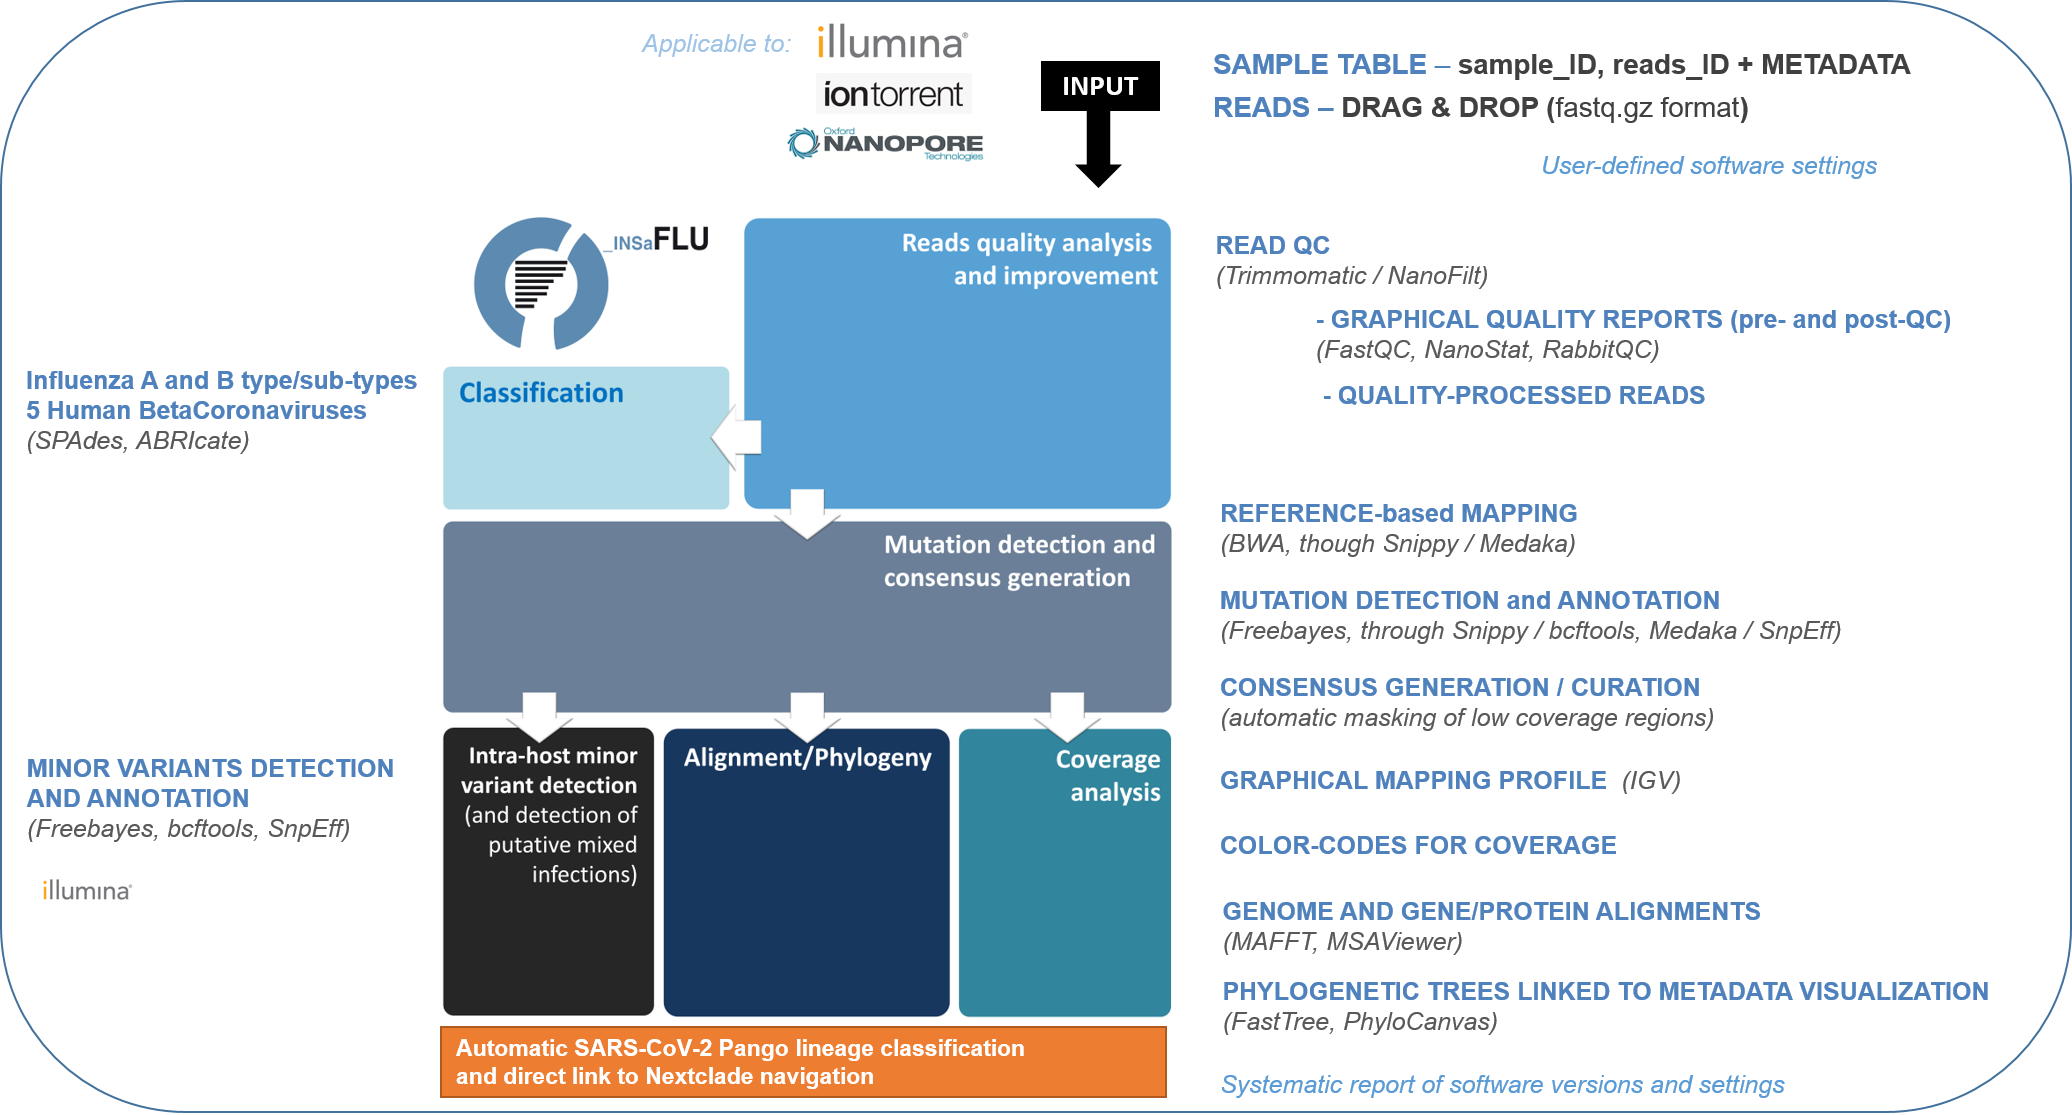 Applicable to:
illumina®
iontorrent
Oxford
NANOPORE
Technologies
INPUT
SAMPLE TABLE – sample_ID, reads_ID + METADATA
READS – DRAG & DROP (fastq.gz format)
User-defined software settings
_INSaFLU
Reads quality analysis
and improvement
READ QC
(Trimmomatic / NanoFilt)
- GRAPHICAL QUALITY REPORTS (pre- and post-QC)
(FastQC, NanoStat, RabbitQC)
- QUALITY-PROCESSED READS
Influenza A and B type/sub-types
5 Human BetaCoronaviruses
(SPAdes, ABRIcate)
Classification
Mutation detection and
consensus generation
REFERENCE-based MAPPING
(BWA, though Snippy / Medaka)
MUTATION DETECTION and ANNOTATION
(Freebayes, through Snippy / bcftools, Medaka / SnpEff)
CONSENSUS GENERATION / CURATION
(automatic masking of low coverage regions)
MINOR VARIANTS DETECTION
AND ANNOTATION
(Freebayes, bcftools, SnpEff)
illumina®
Intra-host minor
variant detection
(and detection of
putative mixed
infections)
Alignment/Phylogeny
Coverage
analysis
GRAPHICAL MAPPING PROFILE (IGV)
COLOR-CODES FOR COVERAGE
GENOME AND GENE/PROTEIN ALIGNMENTS
(MAFFT, MSAViewer)
PHYLOGENETIC TREES LINKED TO METADATA VISUALIZATION
(FastTree, PhyloCanvas)
Automatic SARS-CoV-2 Pango lineage classification
and direct link to Nextclade navigation
Systematic report of software versions and settings